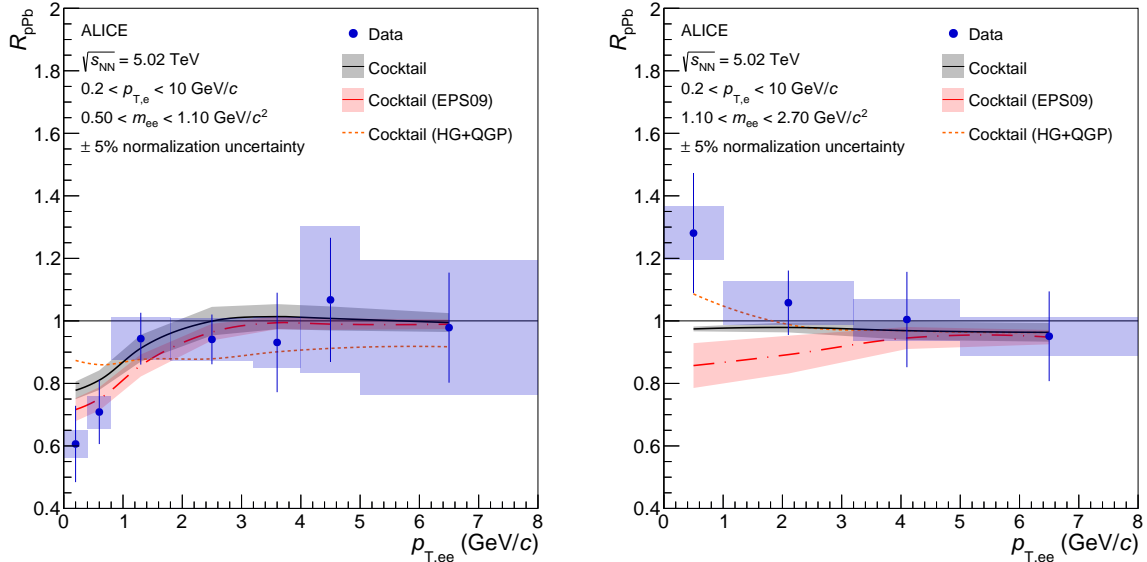 R_pPb
2
1.8
1.6
1.4
1.2
1
0.8
0.6
0.4
ALICE
√s_NN = 5.02 TeV
0.2 < p_T,e < 10 GeV/c
0.50 < m_ee < 1.10 GeV/c²
± 5% normalization uncertainty
Data
Cocktail
Cocktail (EPS09)
Cocktail (HG+QGP)
0 1 2 3 4 5 6 7 8
p_T,ee (GeV/c)
R_pPb
2
1.8
1.6
1.4
1.2
1
0.8
0.6
0.4
ALICE
√s_NN = 5.02 TeV
0.2 < p_T,e < 10 GeV/c
1.10 < m_ee < 2.70 GeV/c²
± 5% normalization uncertainty
Data
Cocktail
Cocktail (EPS09)
Cocktail (HG+QGP)
0 1 2 3 4 5 6 7 8
p_T,ee (GeV/c)